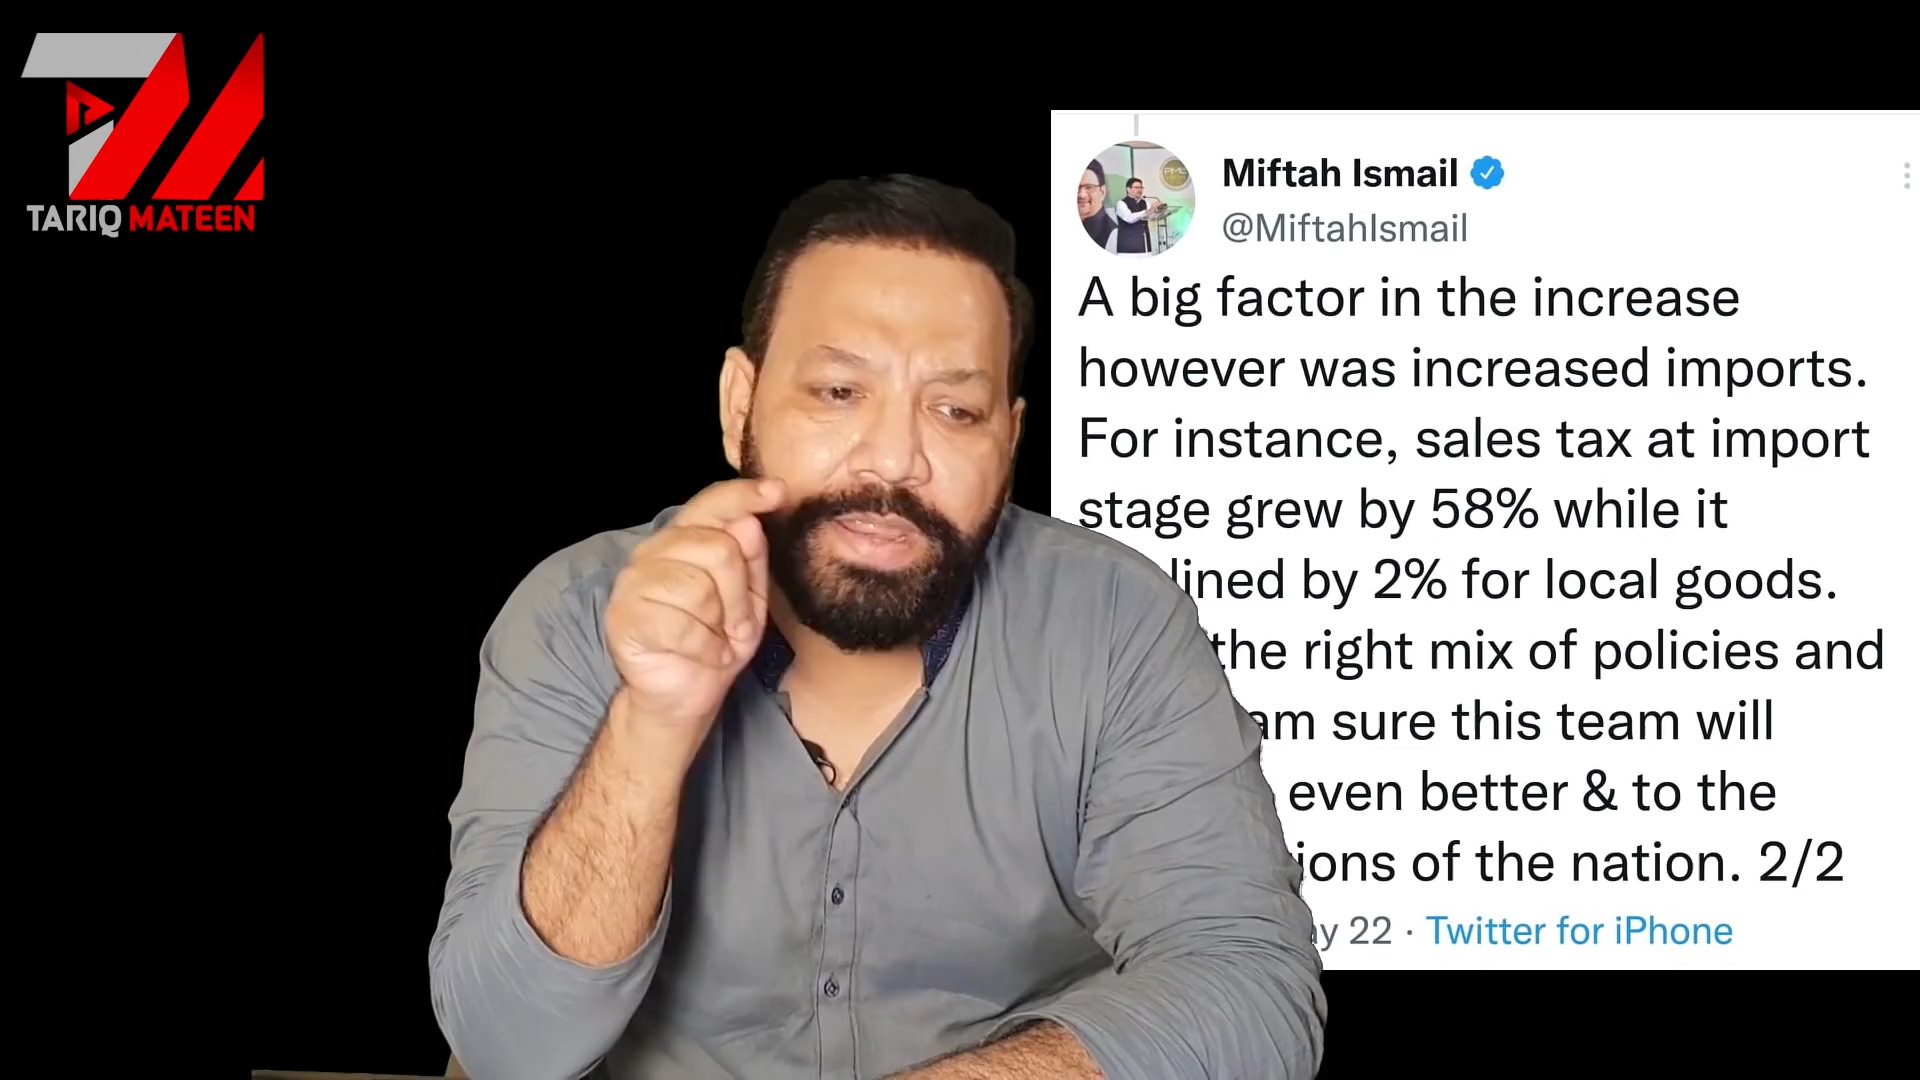 TARIQ MATEEN
Miftah Ismail
@MiftahIsmail
A big factor in the increase
however was increased imports.
For instance, sales tax at import
stage grew by 58% while it
lined by 2% for local goods.
the right mix of policies and
am sure this team will
even better & to the
ions of the nation. 2/2
ay 22 · Twitter for iPhone